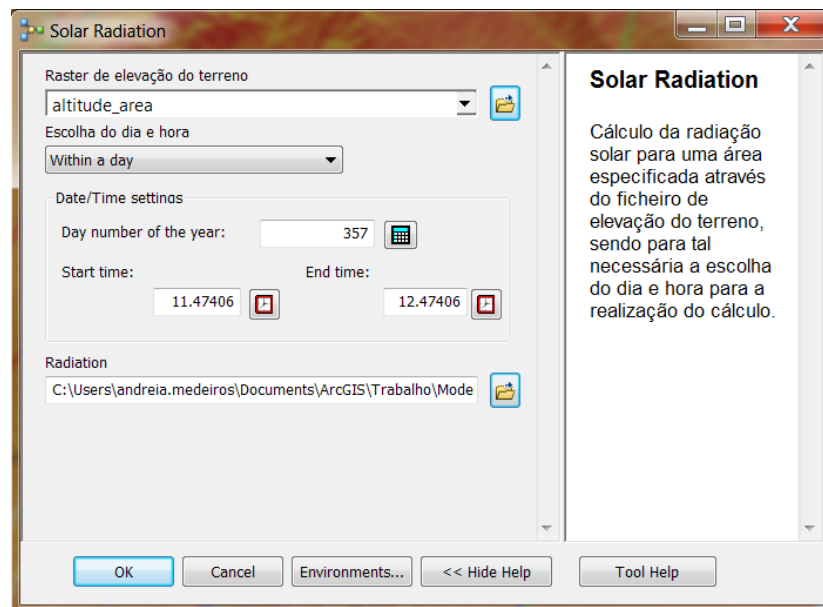 Solar Radiation
Raster de elevação do terreno
altitude_area
Escolha do dia e hora
Within a day
Date/Time settings
Day number of the year:
357
Start time:
End time:
11.47406
12.47406
Radiation
C:\Users\andreia.medeiros\Documents\ArcGIS\Trabalho\Mode
Solar Radiation
Cálculo da radiação
solar para uma área
especificada através
do ficheiro de
elevação do terreno,
sendo para tal
necessária a escolha
do dia e hora para a
realização do cálculo.
OK
Cancel
Environments...
<< Hide Help
Tool Help